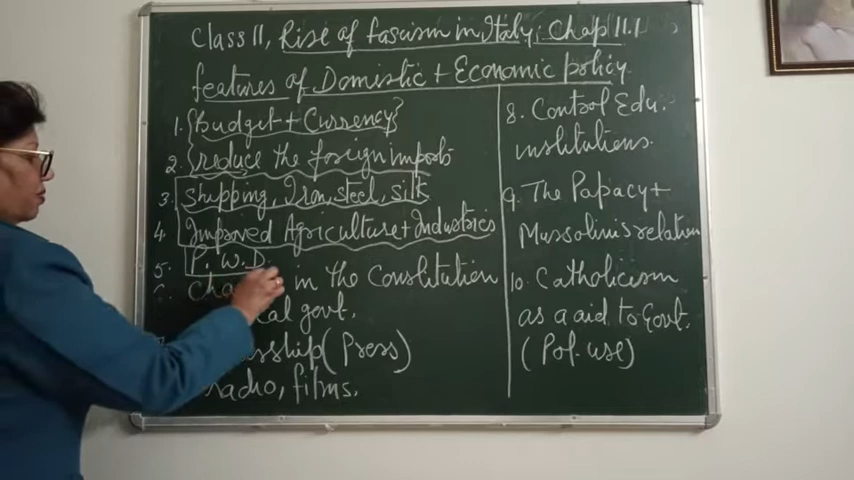 Class 11, Rise of fascism in Italy, Chap 11.1
features of Domistic + Economic policy
1. Budget + Currency
2. reduce the foreign imports
3. Shipping, Iron, steel, silk
4. Improved Agriculture + Industries
5. P.W.D.
in the Constitution
govt.
(Press)
radio, films.
8. Control Edu.
institutions.
9. The Papacy +
Mussolinis relation
10. Catholicism
as a aid to Govt.
(Pol. use)